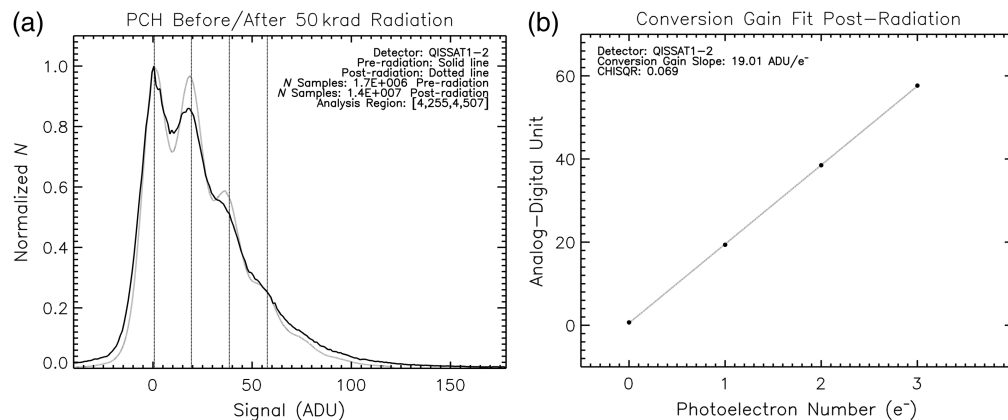 (a)
PCH Before/After 50 krad Radiation
Detector: QISSAT1-2
Pre-radiation: Solid line
Post-radiation: Dotted line
N Samples: 1.7E+006 Pre-radiation
N Samples: 1.4E+007 Post-radiation
Analysis Region: [4,255,4,507]
Normalized N
1.0
0.8
0.6
0.4
0.2
0.0
0 50 100 150
Signal (ADU)
(b)
Conversion Gain Fit Post-Radiation
Detector: QISSAT1-2
Conversion Gain Slope: 19.01 ADU/e⁻
CHISQR: 0.069
Analog-Digital Unit
60
40
20
0
0 1 2 3
Photoelectron Number (e⁻)